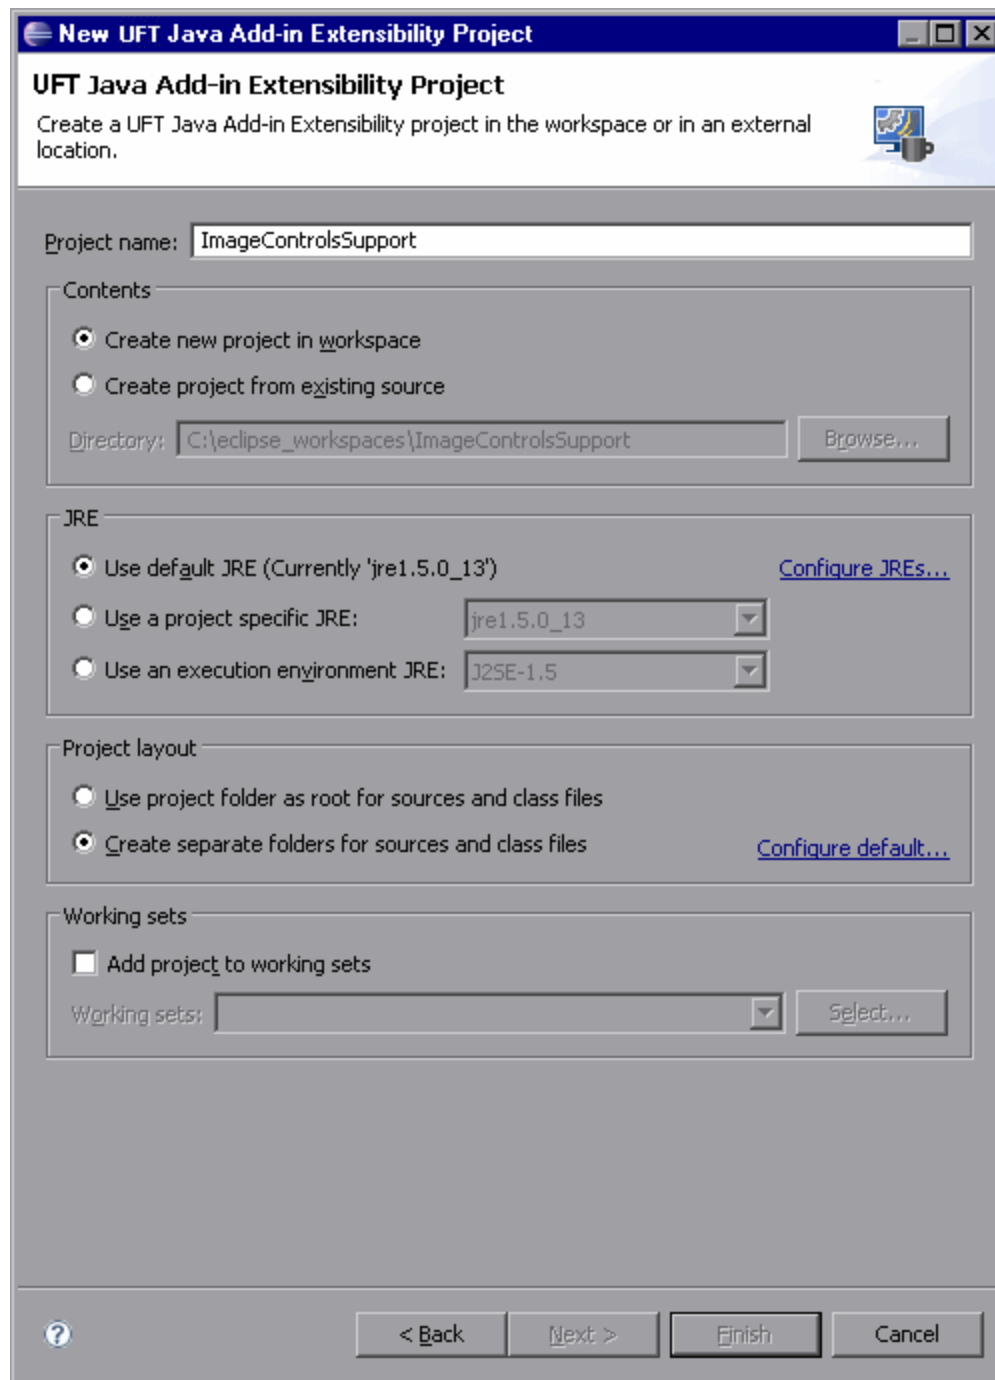 New UFT Java Add-in Extensibility Project
UFT Java Add-in Extensibility Project
Create a UFT Java Add-in Extensibility project in the workspace or in an external
location.
Project name: ImageControlsSupport
Contents
Create new project in workspace
Create project from existing source
Directory: C:\eclipse_workspaces\ImageControlsSupport Browse...
JRE
Use default JRE (Currently 'jre1.5.0_13') Configure JREs...
Use a project specific JRE: jre1.5.0_13
Use an execution environment JRE: J2SE-1.5
Project layout
Use project folder as root for sources and class files
Create separate folders for sources and class files Configure default...
Working sets
Add project to working sets
Working sets: Select...
? < Back Next > Finish Cancel